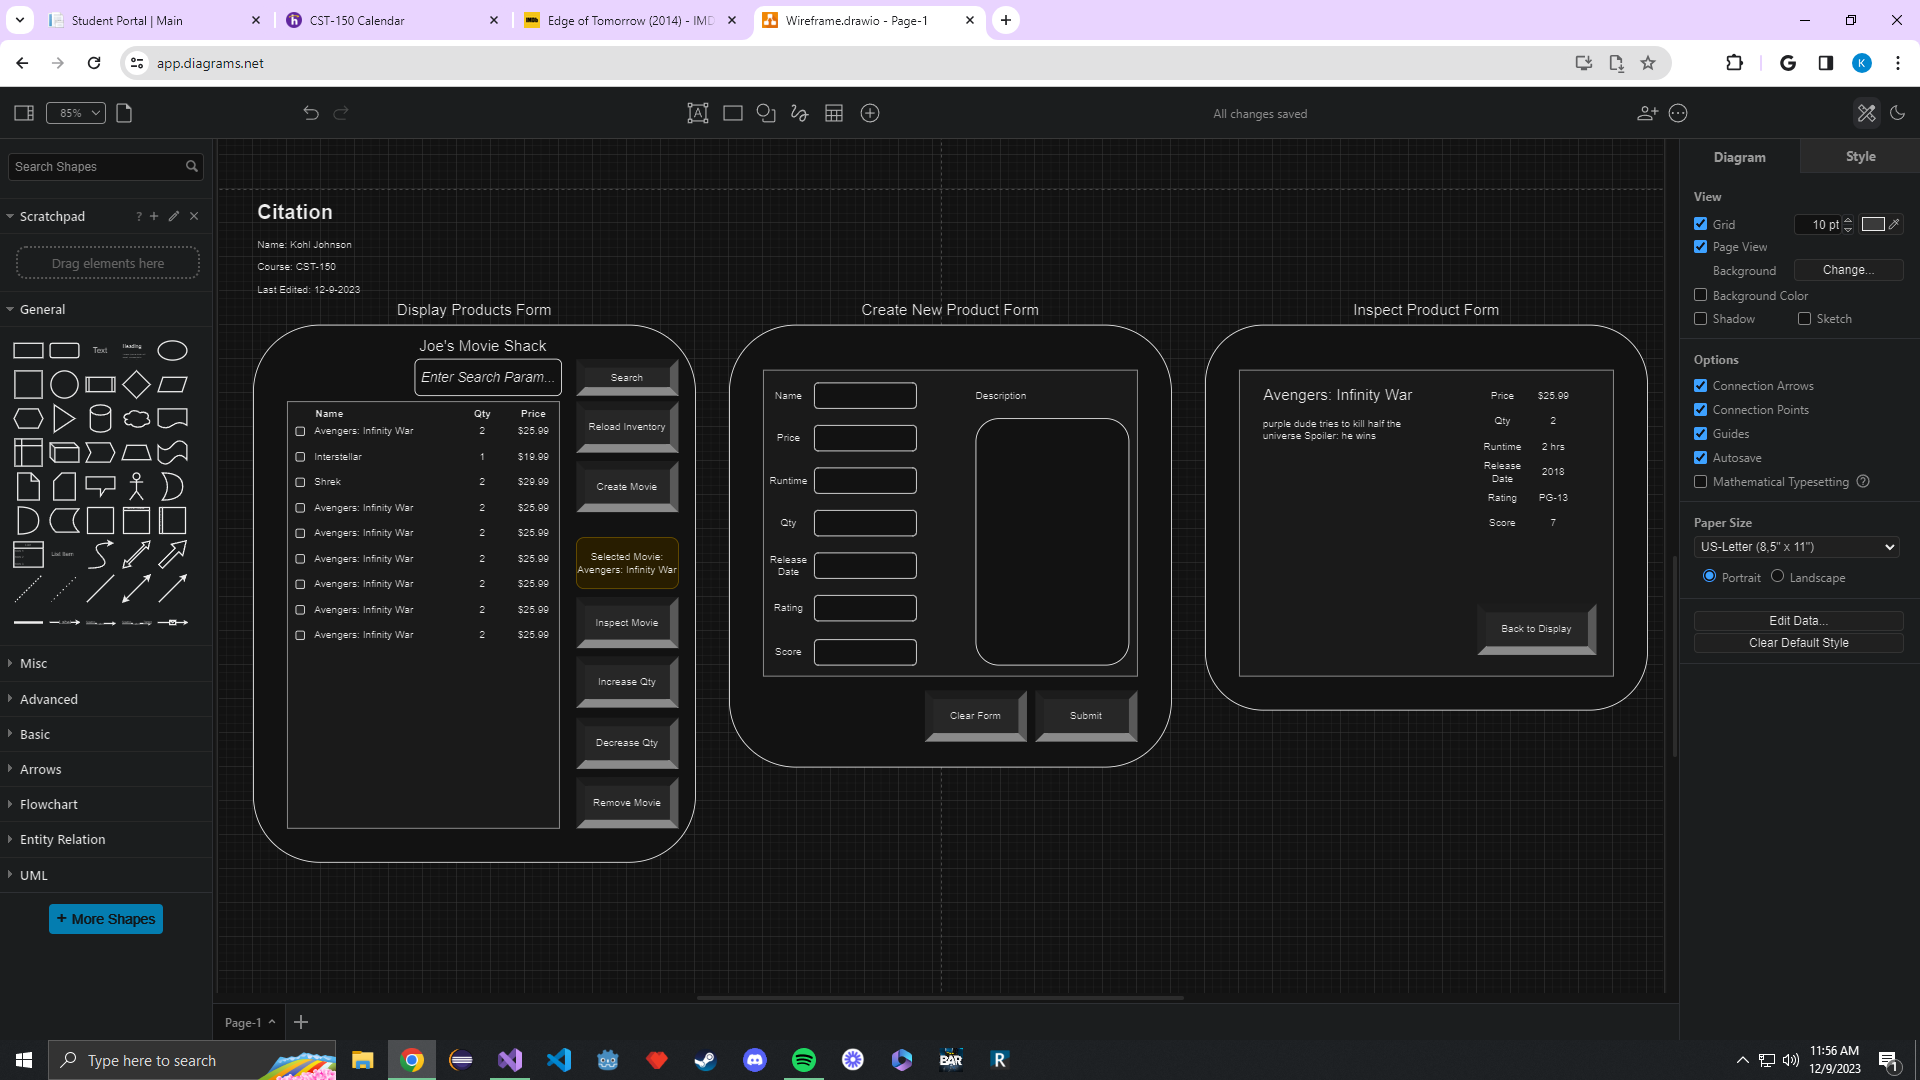 Student Portal | Main
CST-150 Calendar
Edge of Tomorrow (2014) - IMD
Wireframe.drawio - Page-1
app.diagrams.net
K
85%
All changes saved
Search Shapes
Scratchpad
?
Drag elements here
General
Text
Heading
List Item
Misc
Advanced
Basic
Arrows
Flowchart
Entity Relation
UML
+ More Shapes
Citation
Name: Kohl Johnson
Course: CST-150
Last Edited: 12-9-2023
Display Products Form
Joe's Movie Shack
Enter Search Param...
Search
Name Qty Price
Avengers: Infinity War 2 $25.99
Interstellar 1 $19.99
Shrek 2 $29.99
Avengers: Infinity War 2 $25.99
Avengers: Infinity War 2 $25.99
Avengers: Infinity War 2 $25.99
Avengers: Infinity War 2 $25.99
Avengers: Infinity War 2 $25.99
Avengers: Infinity War 2 $25.99
Reload Inventory
Create Movie
Selected Movie:
Avengers: Infinity War
Inspect Movie
Increase Qty
Decrease Qty
Remove Movie
Create New Product Form
Name
Price
Runtime
Qty
Release
Date
Rating
Score
Description
Clear Form
Submit
Inspect Product Form
Avengers: Infinity War
purple dude tries to kill half the
universe Spoiler: he wins
Price $25.99
Qty 2
Runtime 2 hrs
Release
Date 2018
Rating PG-13
Score 7
Back to Display
Diagram
Style
View
Grid 10 pt
Page View
Background Change...
Background Color
Shadow Sketch
Options
Connection Arrows
Connection Points
Guides
Autosave
Mathematical Typesetting ?
Paper Size
US-Letter (8,5" x 11")
Portrait Landscape
Edit Data...
Clear Default Style
Page-1
Type here to search
BAR
R
11:56 AM
12/9/2023
1